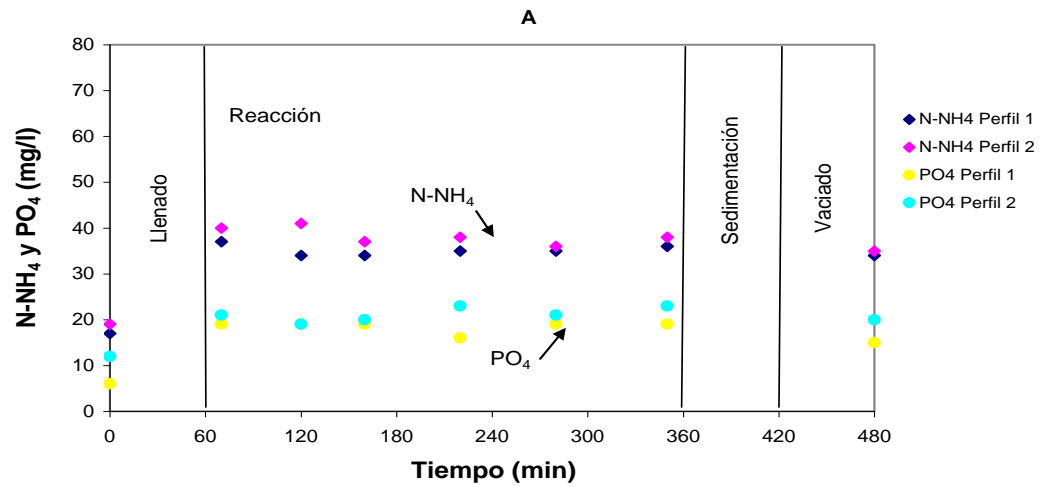 A
80
70
60
50
40
30
20
10
0
N-NH₄ y PO₄ (mg/l)
Llenado
Reacción
N-NH₄
PO₄
Sedimentación
Vaciado
N-NH4 Perfil 1
N-NH4 Perfil 2
PO4 Perfil 1
PO4 Perfil 2
0 60 120 180 240 300 360 420 480
Tiempo (min)